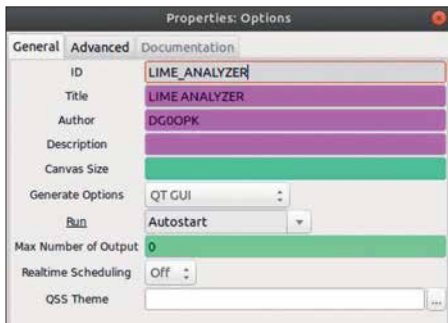 Properties: Options
General Advanced Documentation
ID LIME_ANALYZER
Title LIME ANALYZER
Author DG0OPK
Description
Canvas Size
Generate Options QT GUI
Run Autostart
Max Number of Output 0
Realtime Scheduling Off
QSS Theme ...